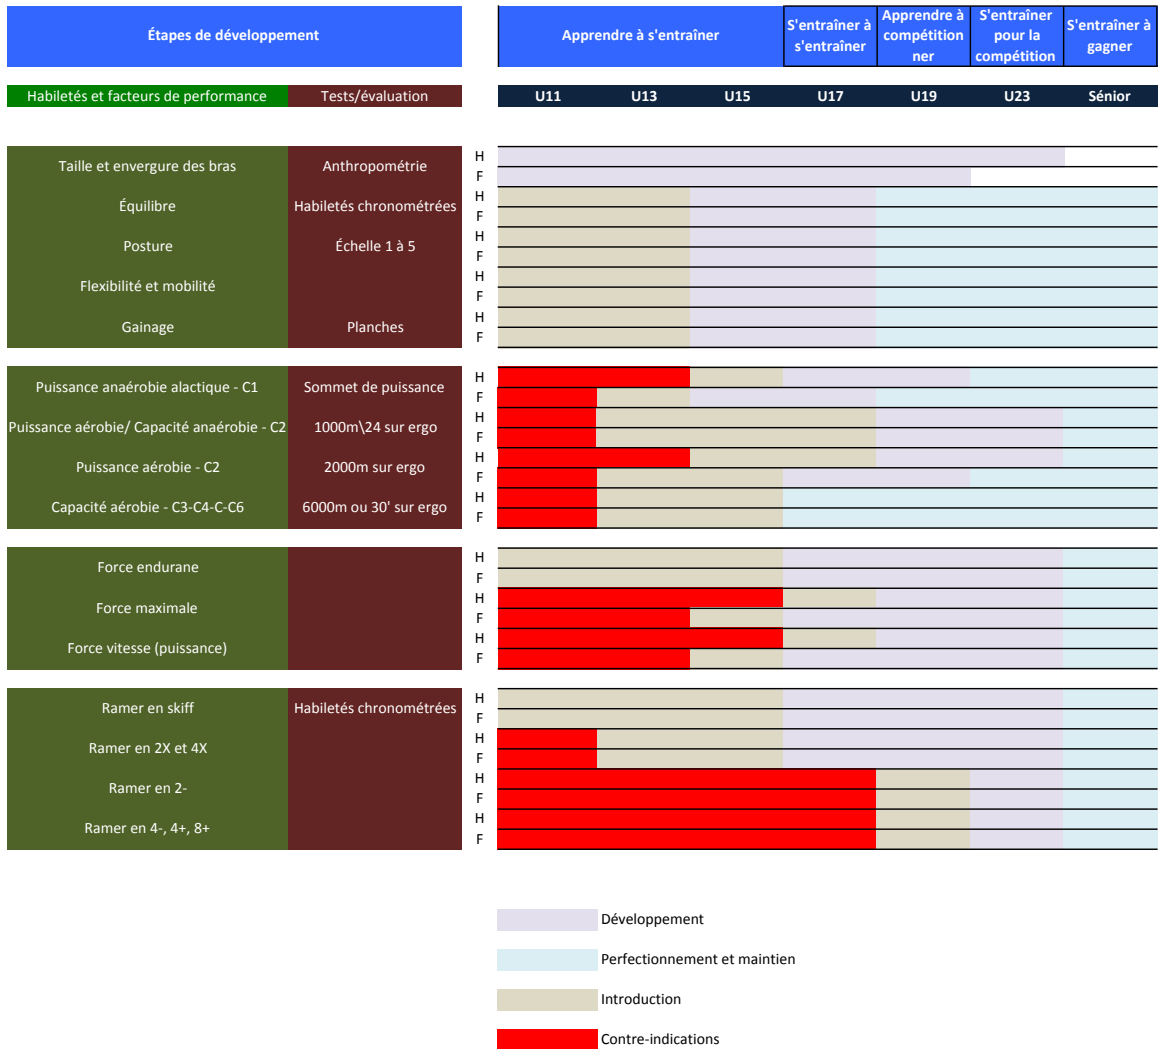 Étapes de développement
Apprendre à s'entraîner
S'entraîner à
s'entraîner
Apprendre à
compétition
ner
S'entraîner
pour la
compétition
S'entraîner à
gagner
Habiletés et facteurs de performance
Tests/évaluation
U11 U13 U15 U17 U19 U23 Sénior
Taille et envergure des bras Anthropométrie H
F
Équilibre Habiletés chronométrées H
F
Posture Échelle 1 à 5 H
F
Flexibilité et mobilité H
F
Gainage Planches H
F
Puissance anaérobie alactique - C1 Sommet de puissance H
F
Puissance aérobie/ Capacité anaérobie - C2 1000m\24 sur ergo H
F
Puissance aérobie - C2 2000m sur ergo H
F
Capacité aérobie - C3-C4-C-C6 6000m ou 30' sur ergo H
F
Force endurane H
F
Force maximale H
F
Force vitesse (puissance) H
F
Ramer en skiff Habiletés chronométrées H
F
Ramer en 2X et 4X H
F
Ramer en 2- H
F
Ramer en 4-, 4+, 8+ H
F
Développement
Perfectionnement et maintien
Introduction
Contre-indications